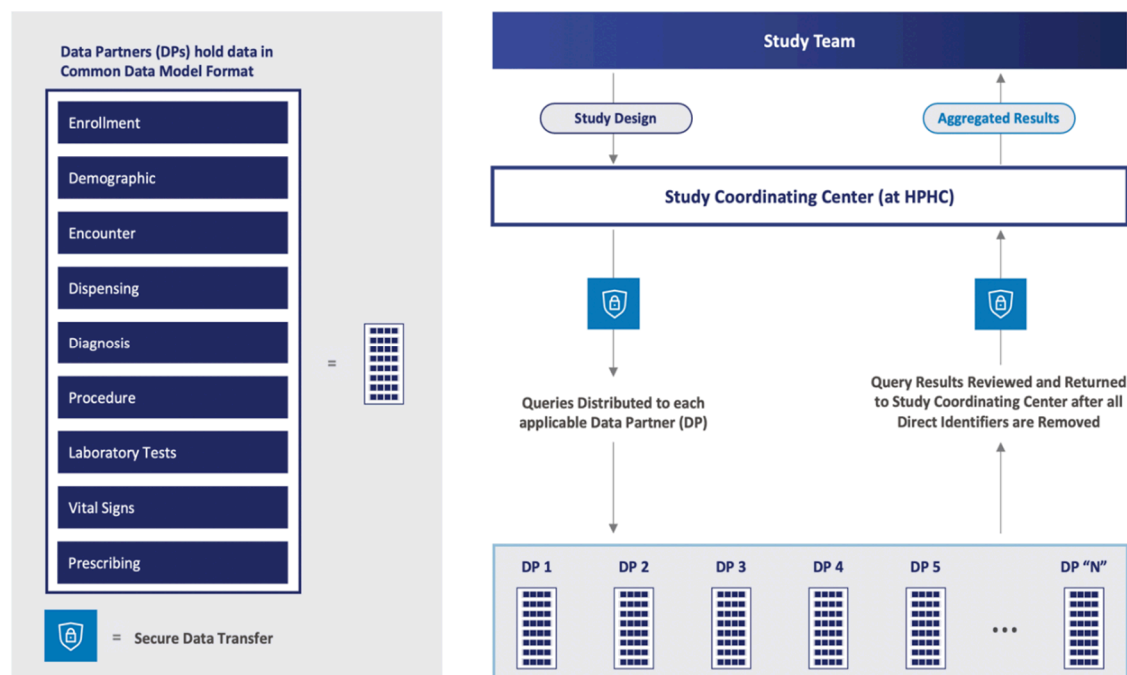 Data Partners (DPs) hold data in
Common Data Model Format
Enrollment
Demographic
Encounter
Dispensing
Diagnosis
Procedure
Laboratory Tests
Vital Signs
Prescribing
=
= Secure Data Transfer
Study Team
Study Design
Aggregated Results
Study Coordinating Center (at HPHC)
Queries Distributed to each
applicable Data Partner (DP)
Query Results Reviewed and Returned
to Study Coordinating Center after all
Direct Identifiers are Removed
DP 1 DP 2 DP 3 DP 4 DP 5 DP “N”
...